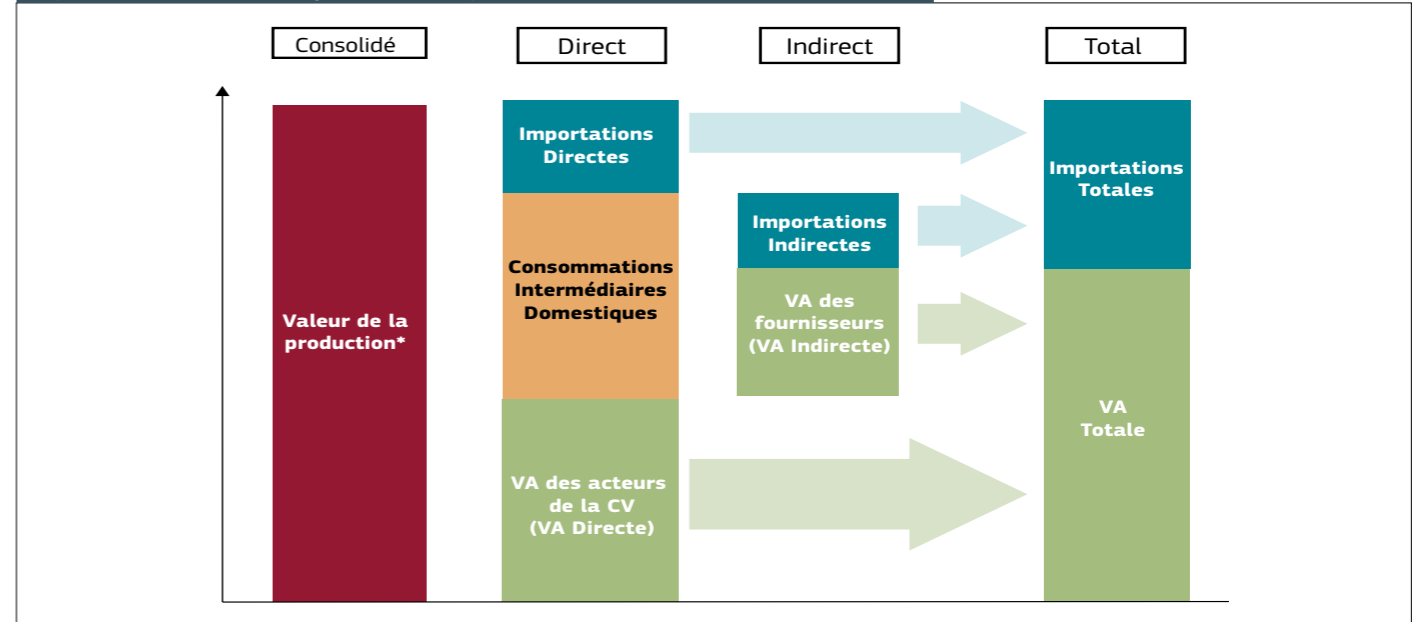 Consolidé
Direct
Indirect
Total
Importations
Directes
Consommations
Intermédiaires
Domestiques
VA des acteurs
de la CV
(VA Directe)
Valeur de la
production*
Importations
Indirectes
VA des
fournisseurs
(VA Indirecte)
Importations
Totales
VA
Totale